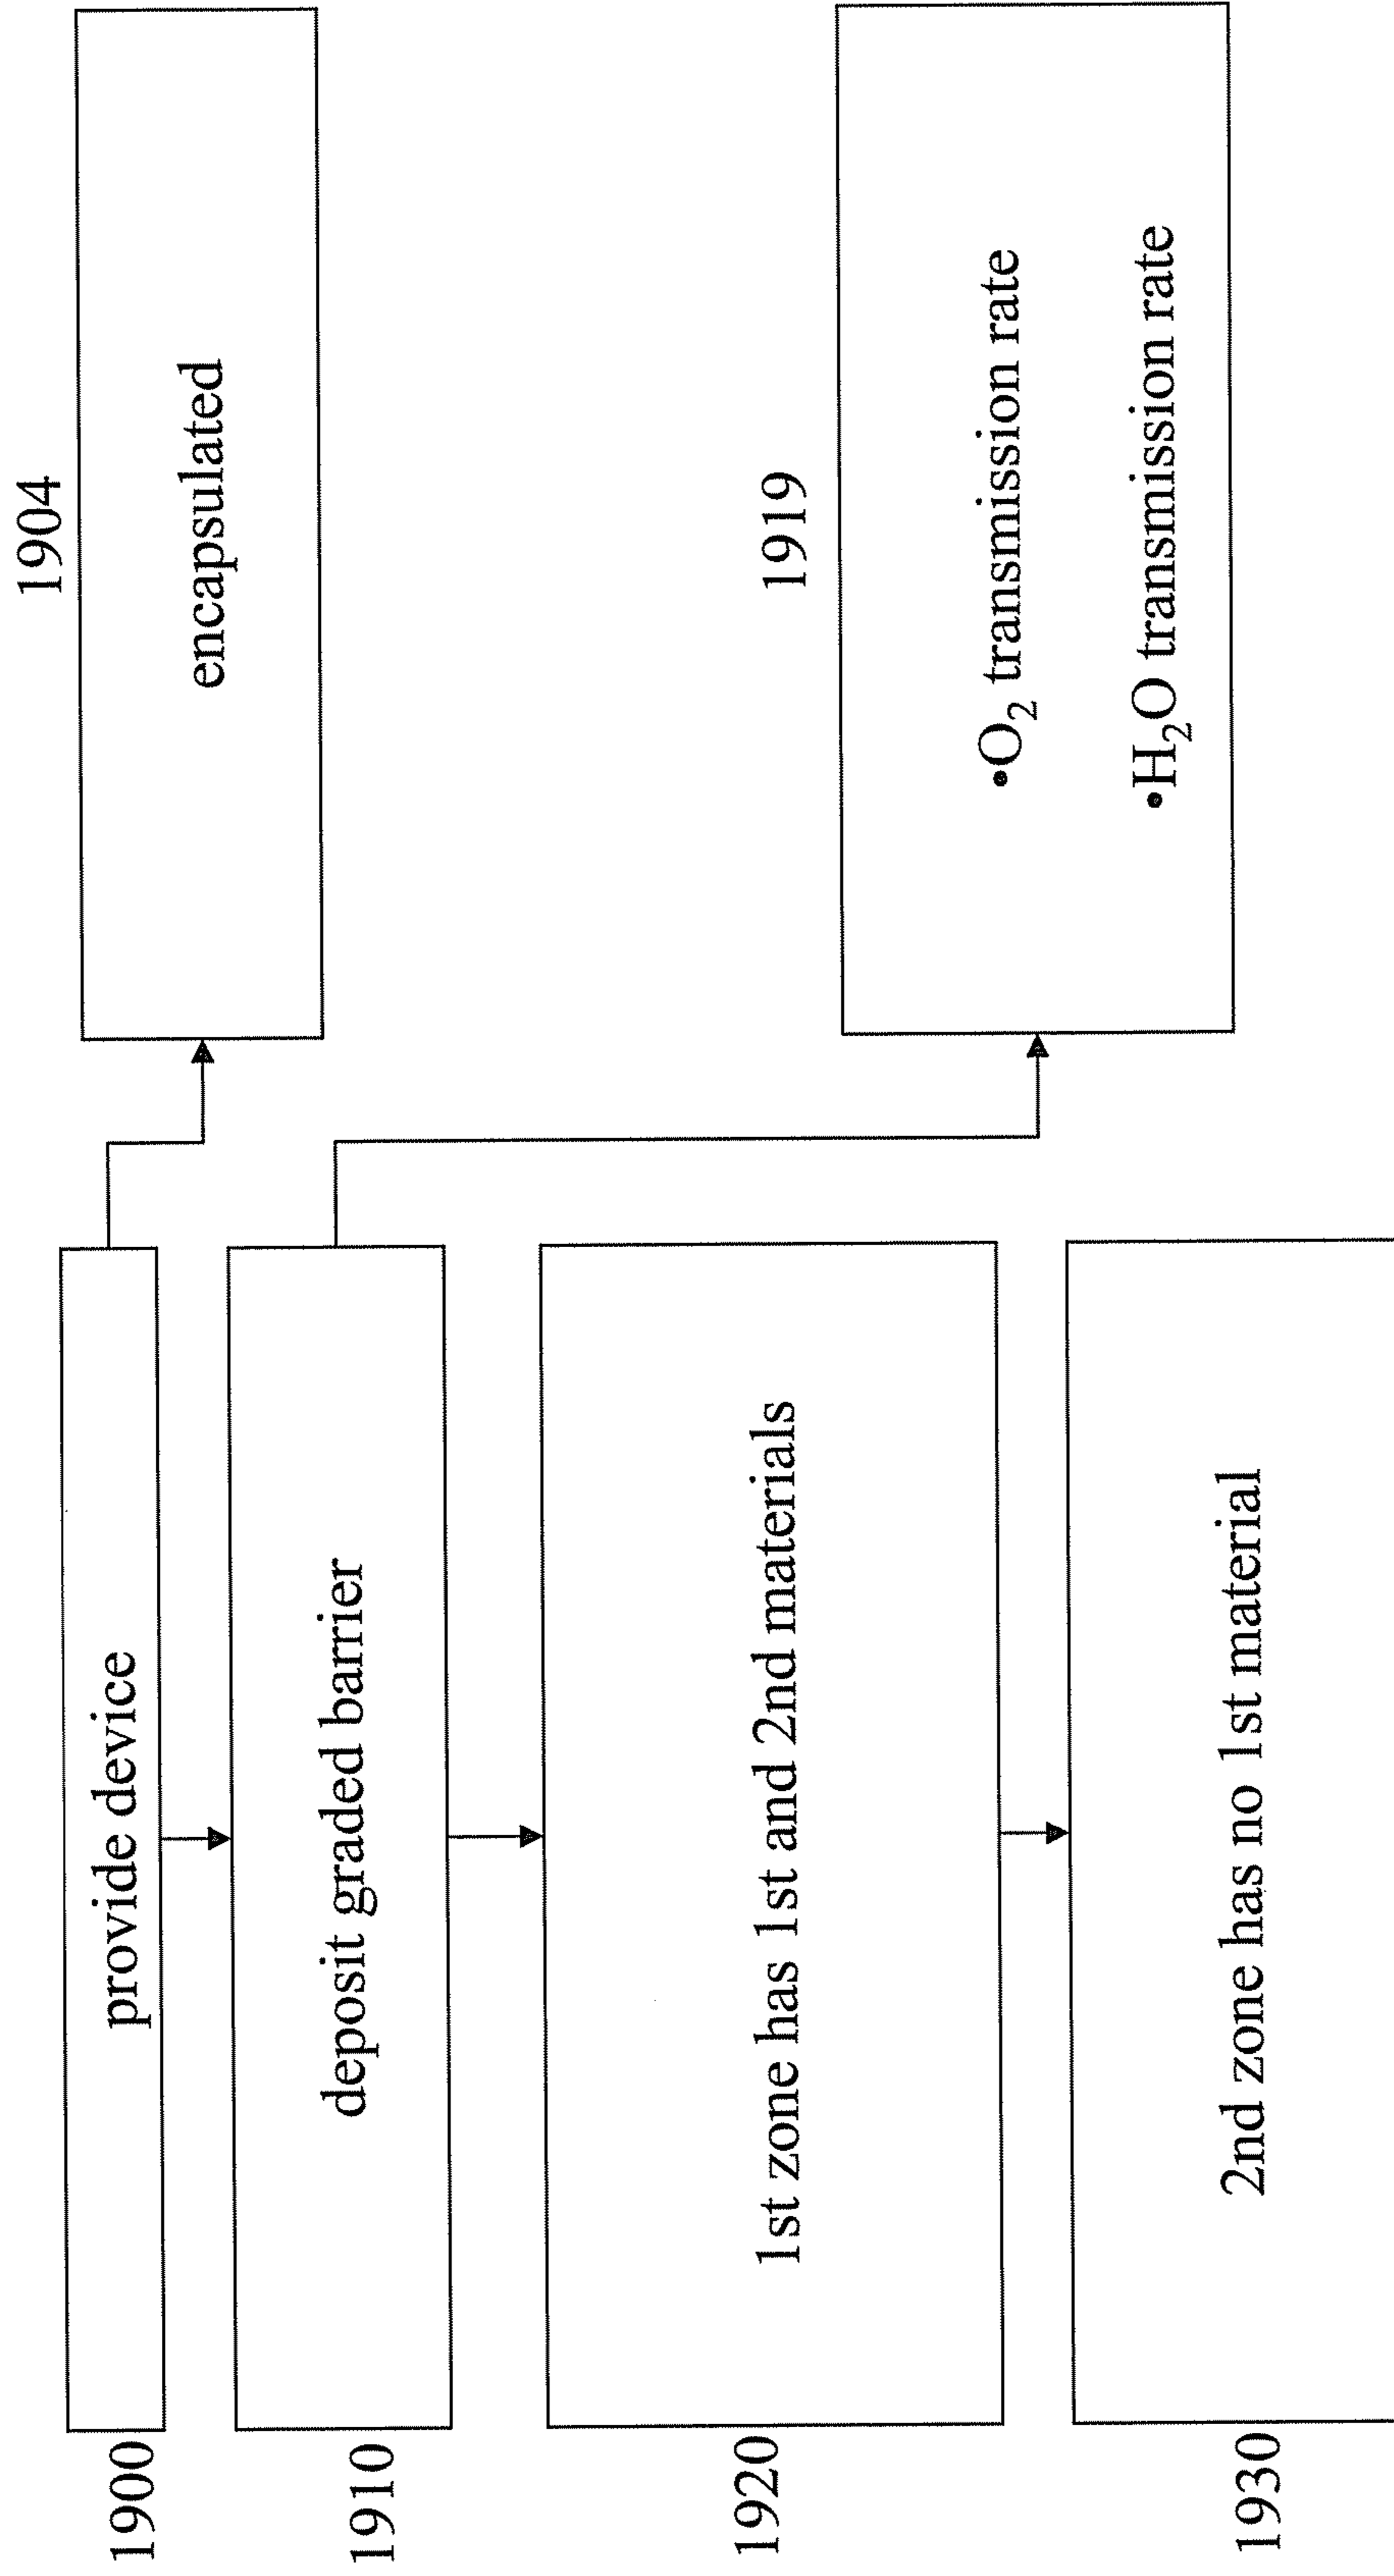 1900
provide device
1904
encapsulated
1910
deposit graded barrier
1919
•O₂ transmission rate
•H₂O transmission rate
1920
1st zone has 1st and 2nd materials
1930
2nd zone has no 1st material